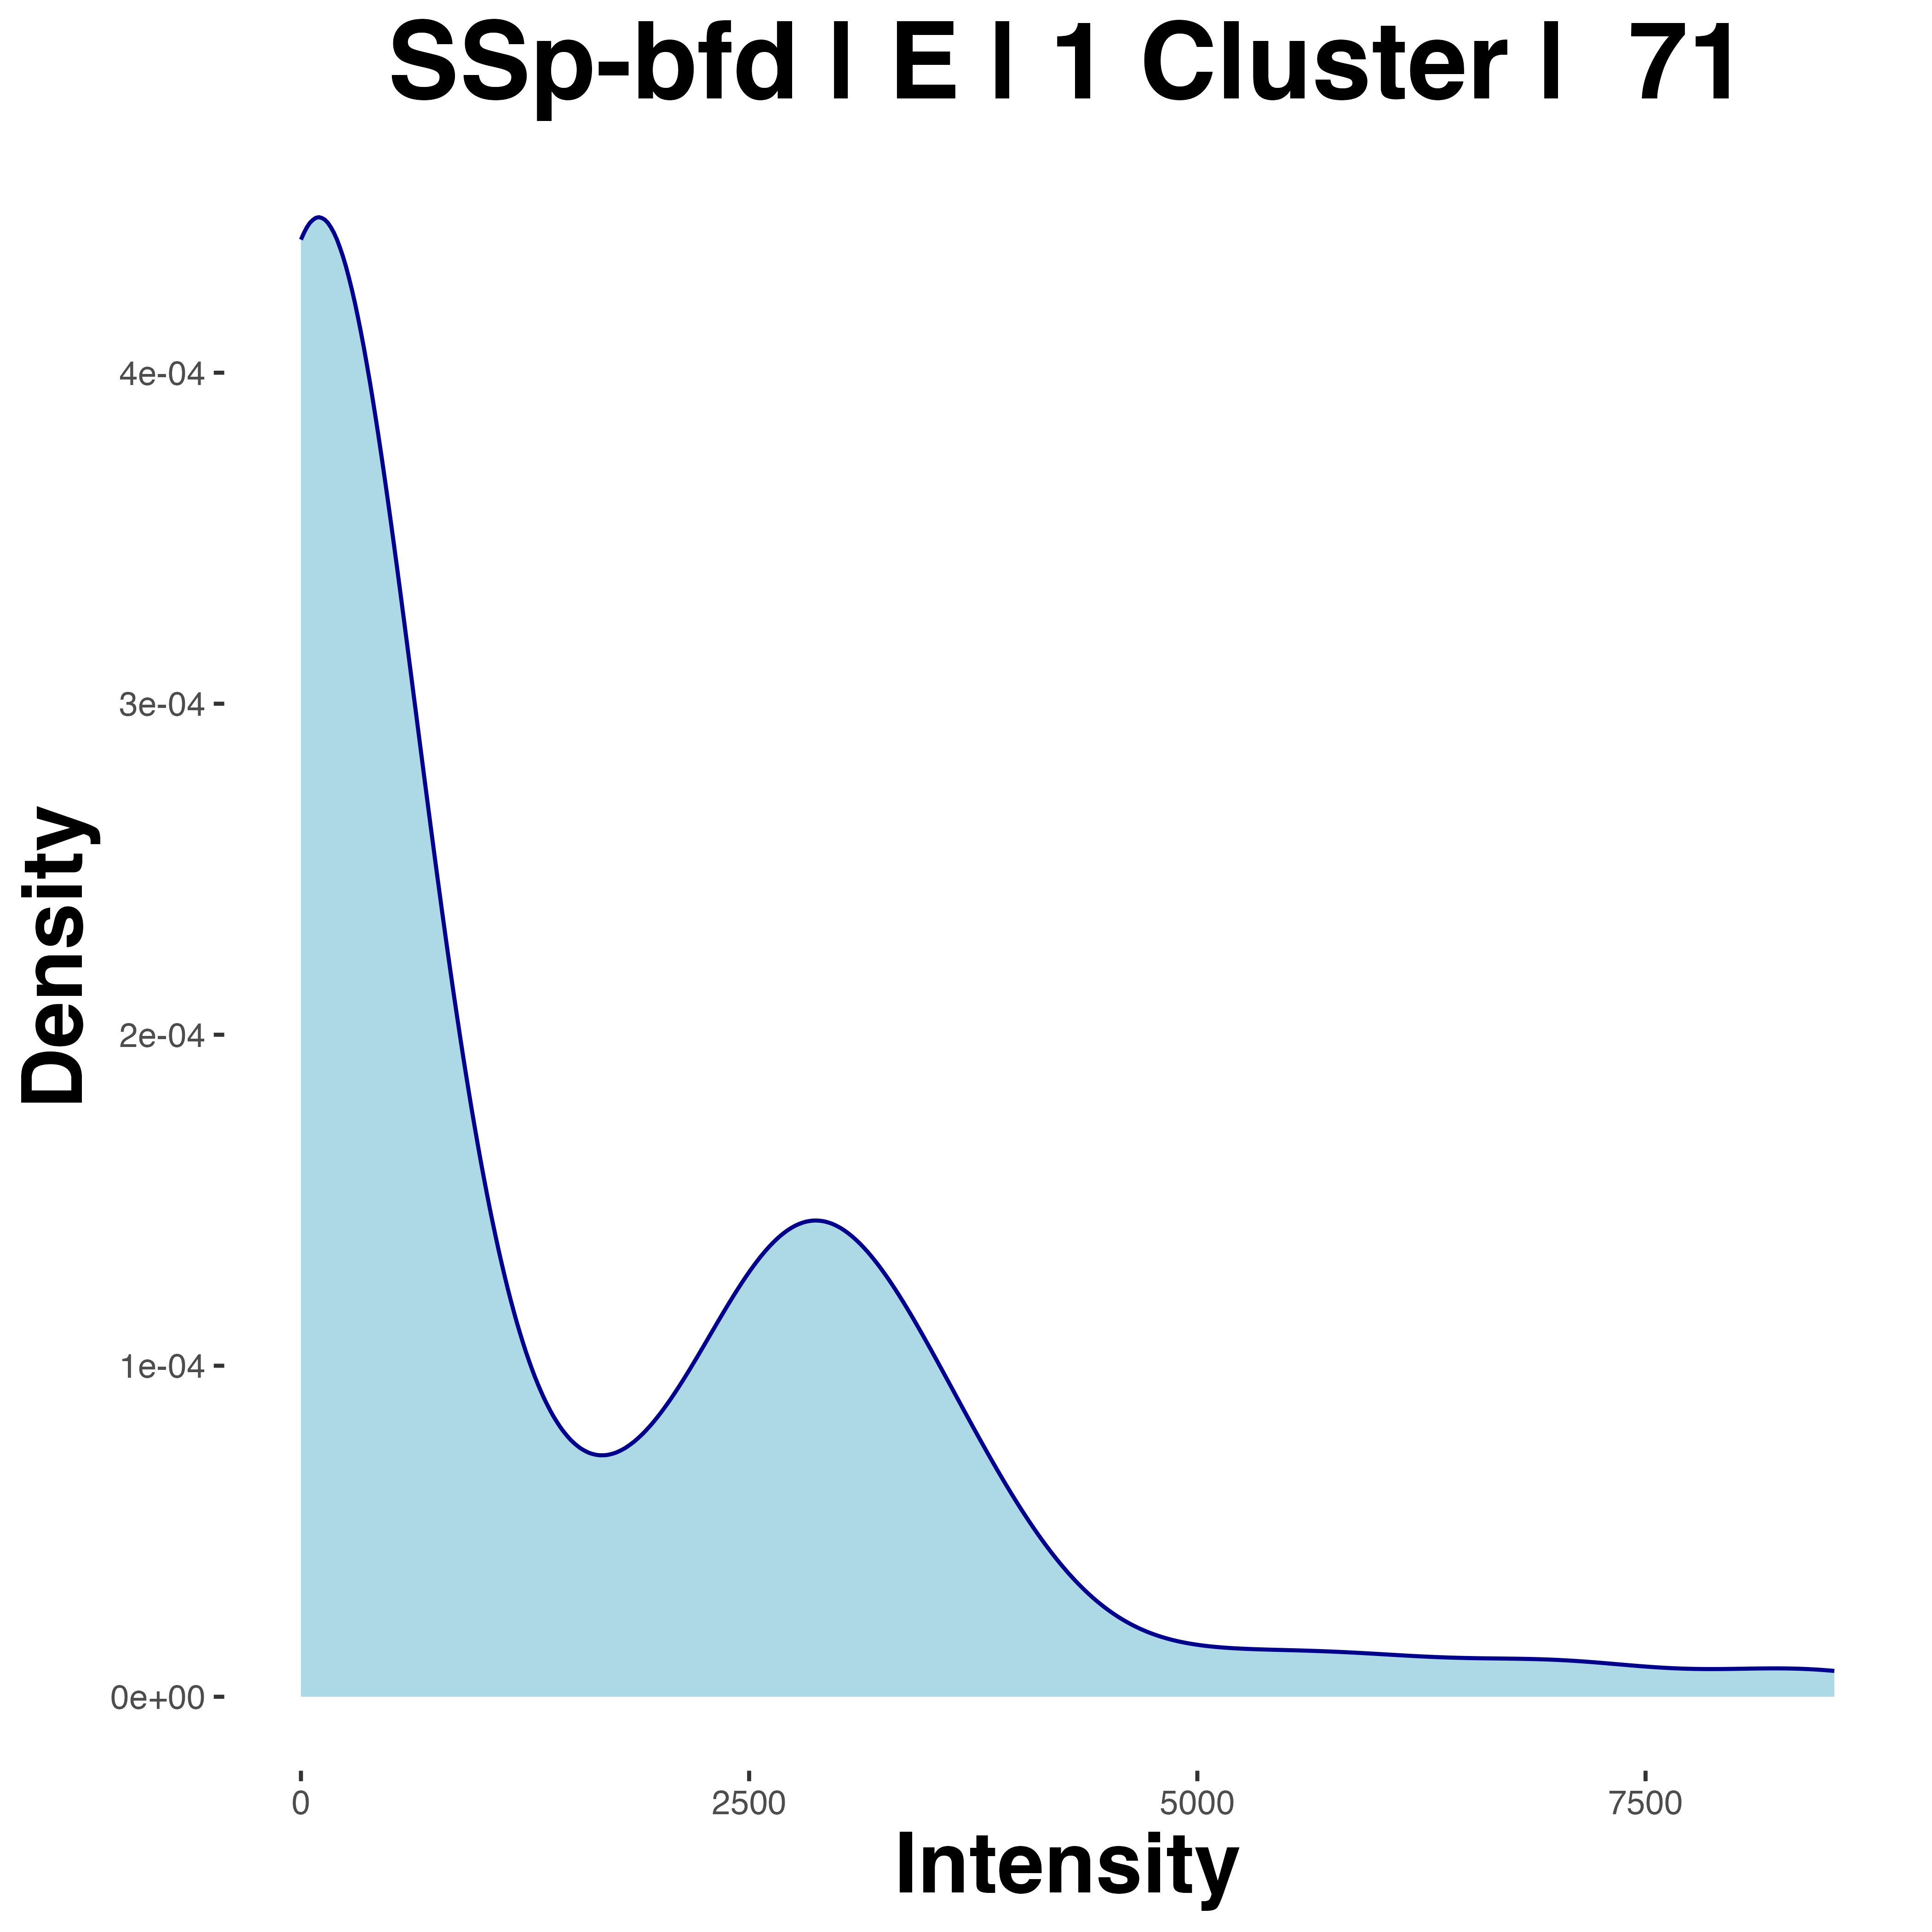 SSp-bfd | E | 1 Cluster | 71
4e-04
3e-04
2e-04
1e-04
0e+00
Density
0
2500
5000
7500
Intensity